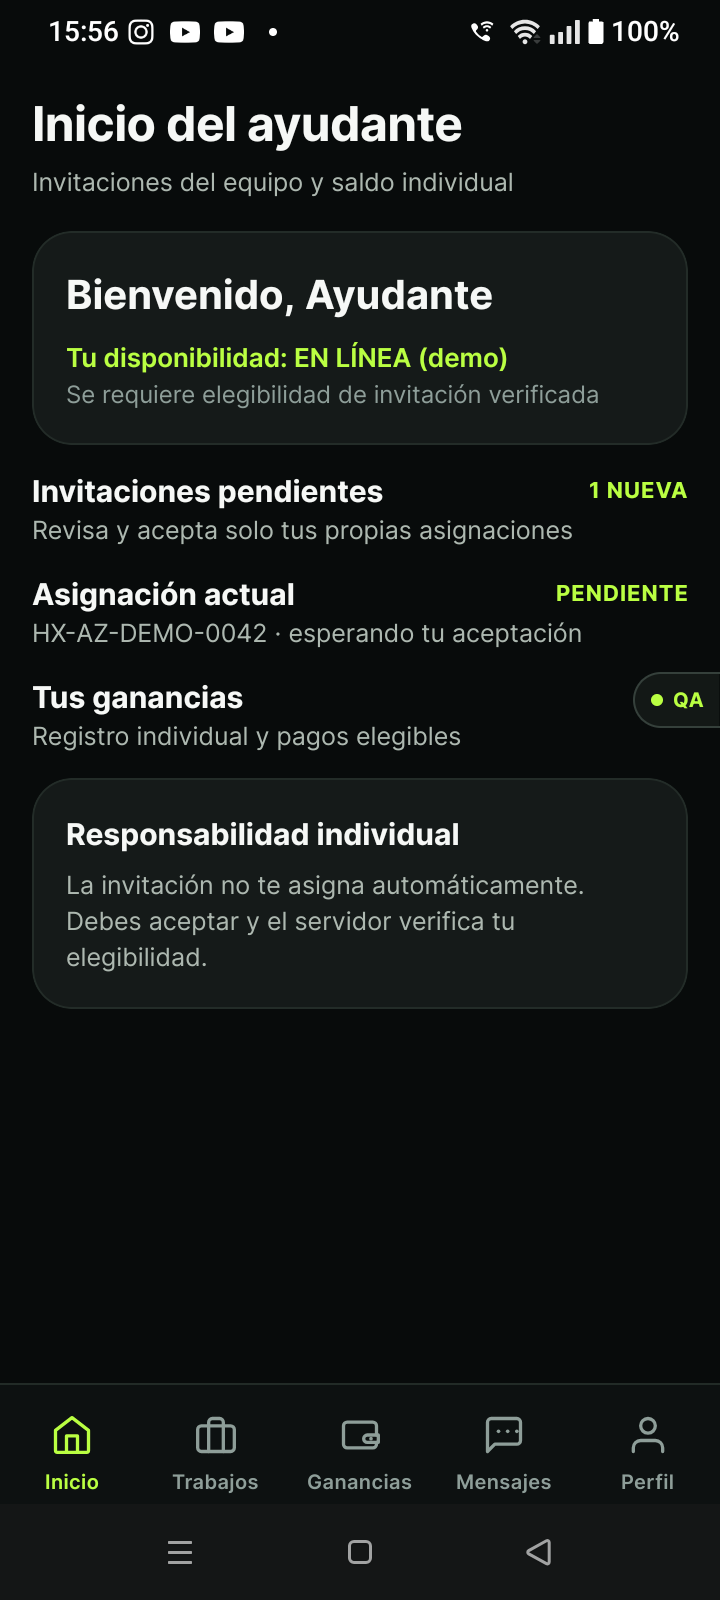 15:56
100%
Inicio del ayudante
Invitaciones del equipo y saldo individual
Bienvenido, Ayudante
Tu disponibilidad: EN LÍNEA (demo)
Se requiere elegibilidad de invitación verificada
Invitaciones pendientes
1 NUEVA
Revisa y acepta solo tus propias asignaciones
Asignación actual
PENDIENTE
HX-AZ-DEMO-0042 · esperando tu aceptación
Tus ganancias
QA
Registro individual y pagos elegibles
Responsabilidad individual
La invitación no te asigna automáticamente.
Debes aceptar y el servidor verifica tu
elegibilidad.
Inicio
Trabajos
Ganancias
Mensajes
Perfil